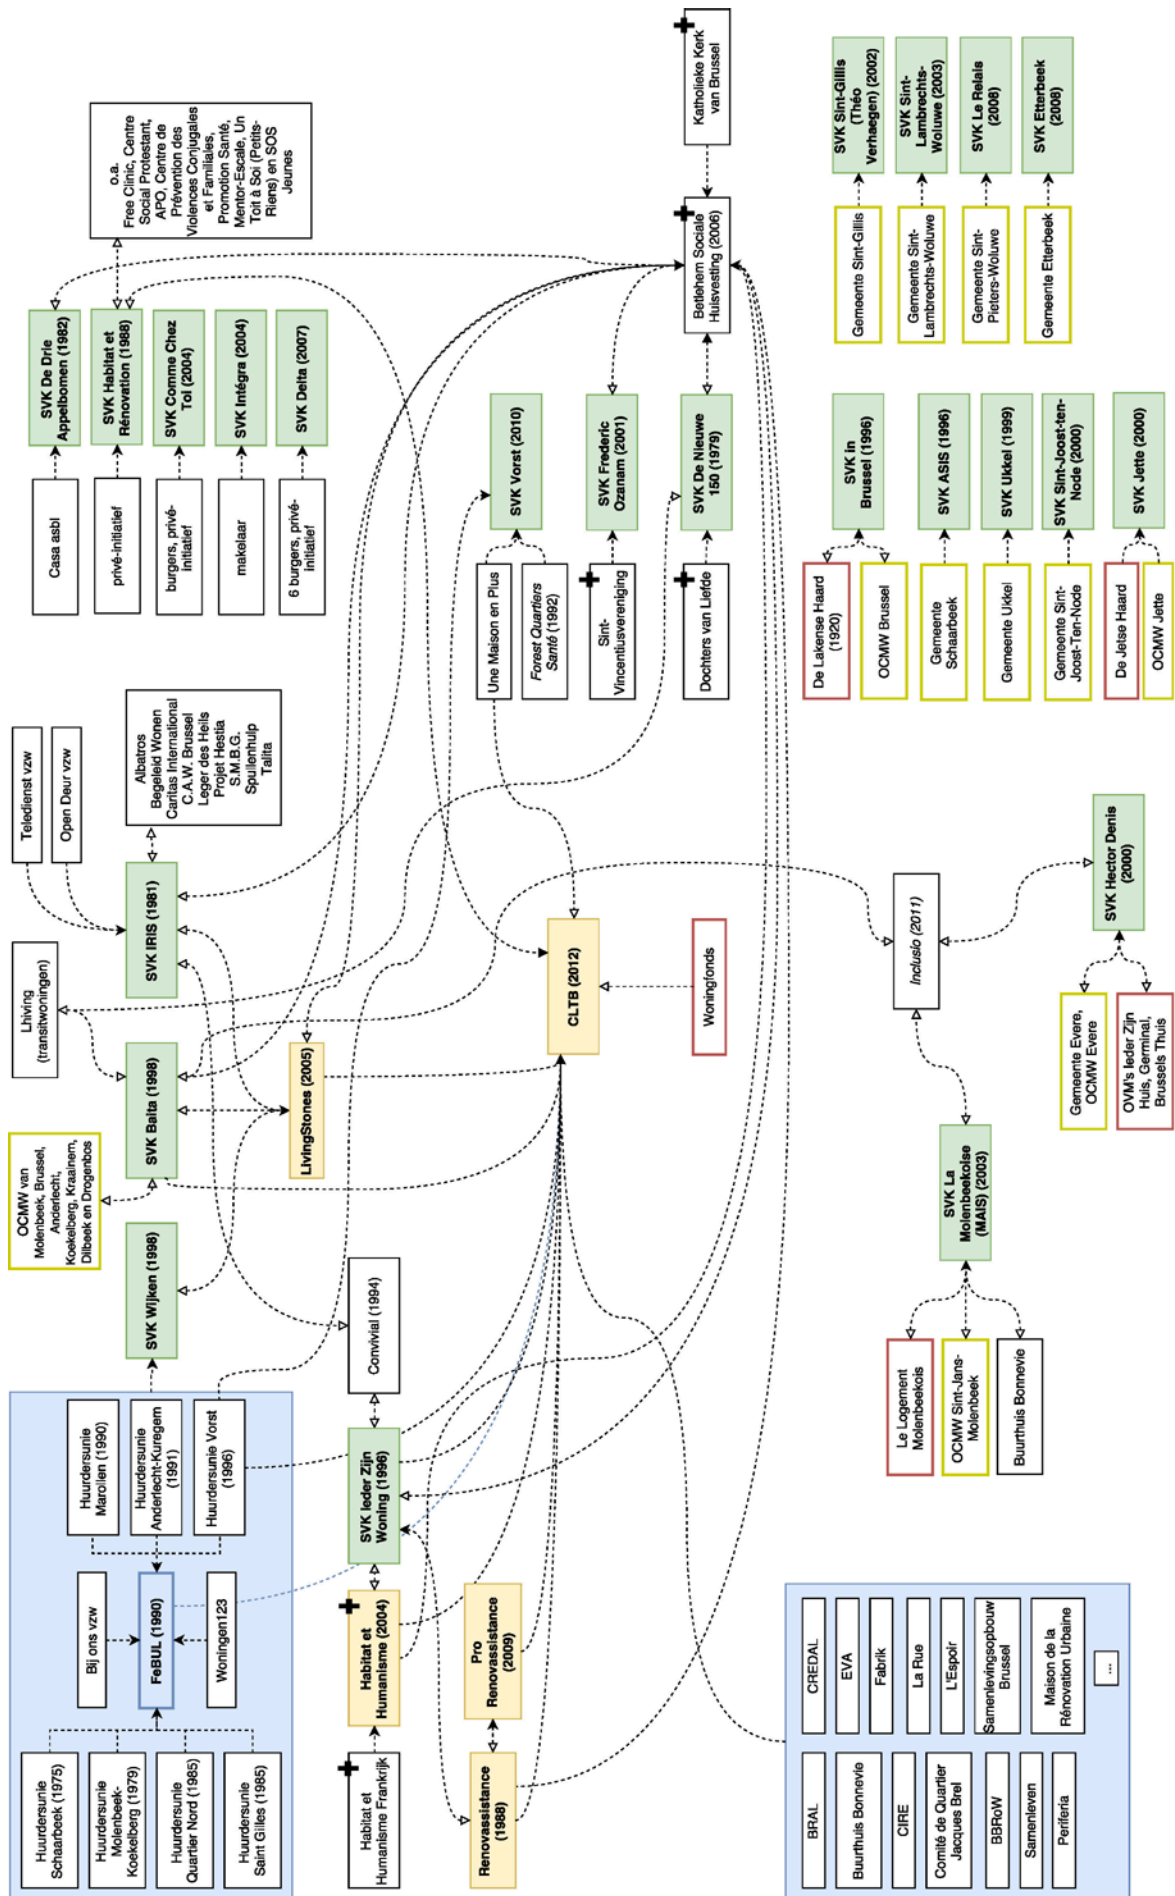 Huurdersunie
Schaarbeek (1975)
Huurdersunie
Molenbeek-
Koekelberg (1979)
Huurdersunie
Quartier Nord (1985)
Huurdersunie
Saint Gilles (1985)
Bij ons vzw
FeBUL (1990)
Woningen123
Huurdersunie
Marollen (1990)
Huurdersunie
Anderlecht-Kuregem
(1991)
Huurdersunie Vorst
(1996)
SVK Wijken (1998)
OCMW van
Molenbeek, Brussel,
Anderlecht,
Koekelberg, Kraainem,
Dilbeek en Drogenbos
SVK Baita (1998)
Lhiving
(transitwoningen)
SVK IRIS (1981)
Teledienst vzw
Open Deur vzw
Albatros
Begeleid Wonen
Caritas International
C.A.W. Brussel
Leger des Heils
Projet Hestia
S.M.B.G.
Spullenhulp
Talita
LivingStones (2005)
Casa asbl
SVK De Drie
Appelbomen (1982)
privé-initiatief
SVK Habitat et
Rénovation (1988)
burgers, privé-
initiatief
SVK Comme Chez
Toi (2004)
makelaar
SVK Intégra (2004)
6 burgers, privé-
initiatief
SVK Delta (2007)
o.a.
Free Clinic, Centre
Social Protestant,
APO, Centre de
Prévention des
Violences Conjugales
et Familiales,
Promotion Santé,
Mentor-Escale, Un
Toit à Soi (Petits-
Riens) en SOS
Jeunes
Habitat et
Humanisme Frankrijk
Habitat et
Humanisme (2004)
SVK Ieder Zijn
Woning (1996)
Convivial (1994)
Renovassistance
(1988)
Pro
Renovassistance
(2009)
CLTB (2012)
Woningfonds
Une Maison en Plus
Forest Quartiers
Santé (1992)
SVK Vorst (2010)
Sint-
Vincentiusvereniging
SVK Frederic
Ozanam (2001)
Dochters van Liefde
SVK De Nieuwe
150 (1979)
Betlehem Sociale
Huisvesting (2006)
Katholieke Kerk
van Brussel
BRAL
Buurthuis Bonnevie
CIRE
Comité de Quartier
Jacques Brel
BBRoW
Samenleven
Periferia
CREDAL
EVA
Fabrik
La Rue
L'Espoir
Samenlevingsopbouw
Brussel
Maison de la
Rénovation Urbaine
...
Le Logement
Molenbeekois
OCMW Sint-Jans-
Molenbeek
Buurthuis Bonnevie
SVK La
Molenbeekoise
(MAIS) (2003)
Inclusio (2011)
Gemeente Evere,
OCMW Evere
OVM's Ieder Zijn
Huis, Germinal,
Brussels Thuis
SVK Hector Denis
(2000)
De Lakense Haard
(1920)
OCMW Brussel
SVK in
Brussel (1996)
Gemeente
Schaarbeek
SVK ASIS (1996)
Gemeente Ukkel
SVK Ukkel (1999)
Gemeente Sint-
Joost-Ten-Node
SVK Sint-Joost-ten-
Node (2000)
De Jetse Haard
OCMW Jette
SVK Jette (2000)
Gemeente Sint-Gillis
SVK Sint-Gillis
(Théo
Verhaegen) (2002)
Gemeente Sint-
Lambrechts-Woluwe
SVK Sint-
Lambrechts-
Woluwe (2003)
Gemeente Sint-
Pieters-Woluwe
SVK Le Relais
(2008)
Gemeente Etterbeek
SVK Etterbeek
(2008)